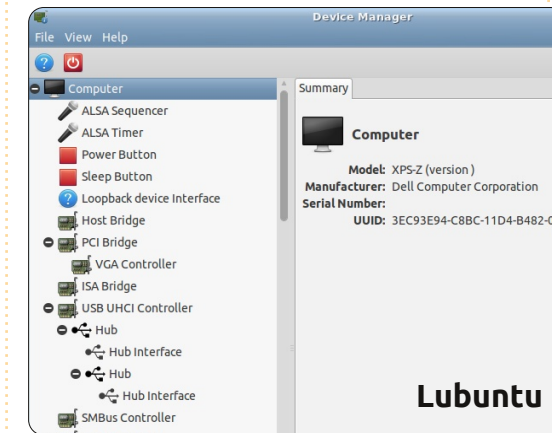 Device Manager
File View Help
Computer
ALSA Sequencer
ALSA Timer
Power Button
Sleep Button
Loopback device Interface
Host Bridge
PCI Bridge
VGA Controller
ISA Bridge
USB UHCI Controller
Hub
Hub Interface
Hub
Hub Interface
SMBus Controller
Summary
Computer
Model: XPS-Z (version )
Manufacturer: Dell Computer Corporation
Serial Number:
UUID: 3EC93E94-C8BC-11D4-B482-
Lubuntu